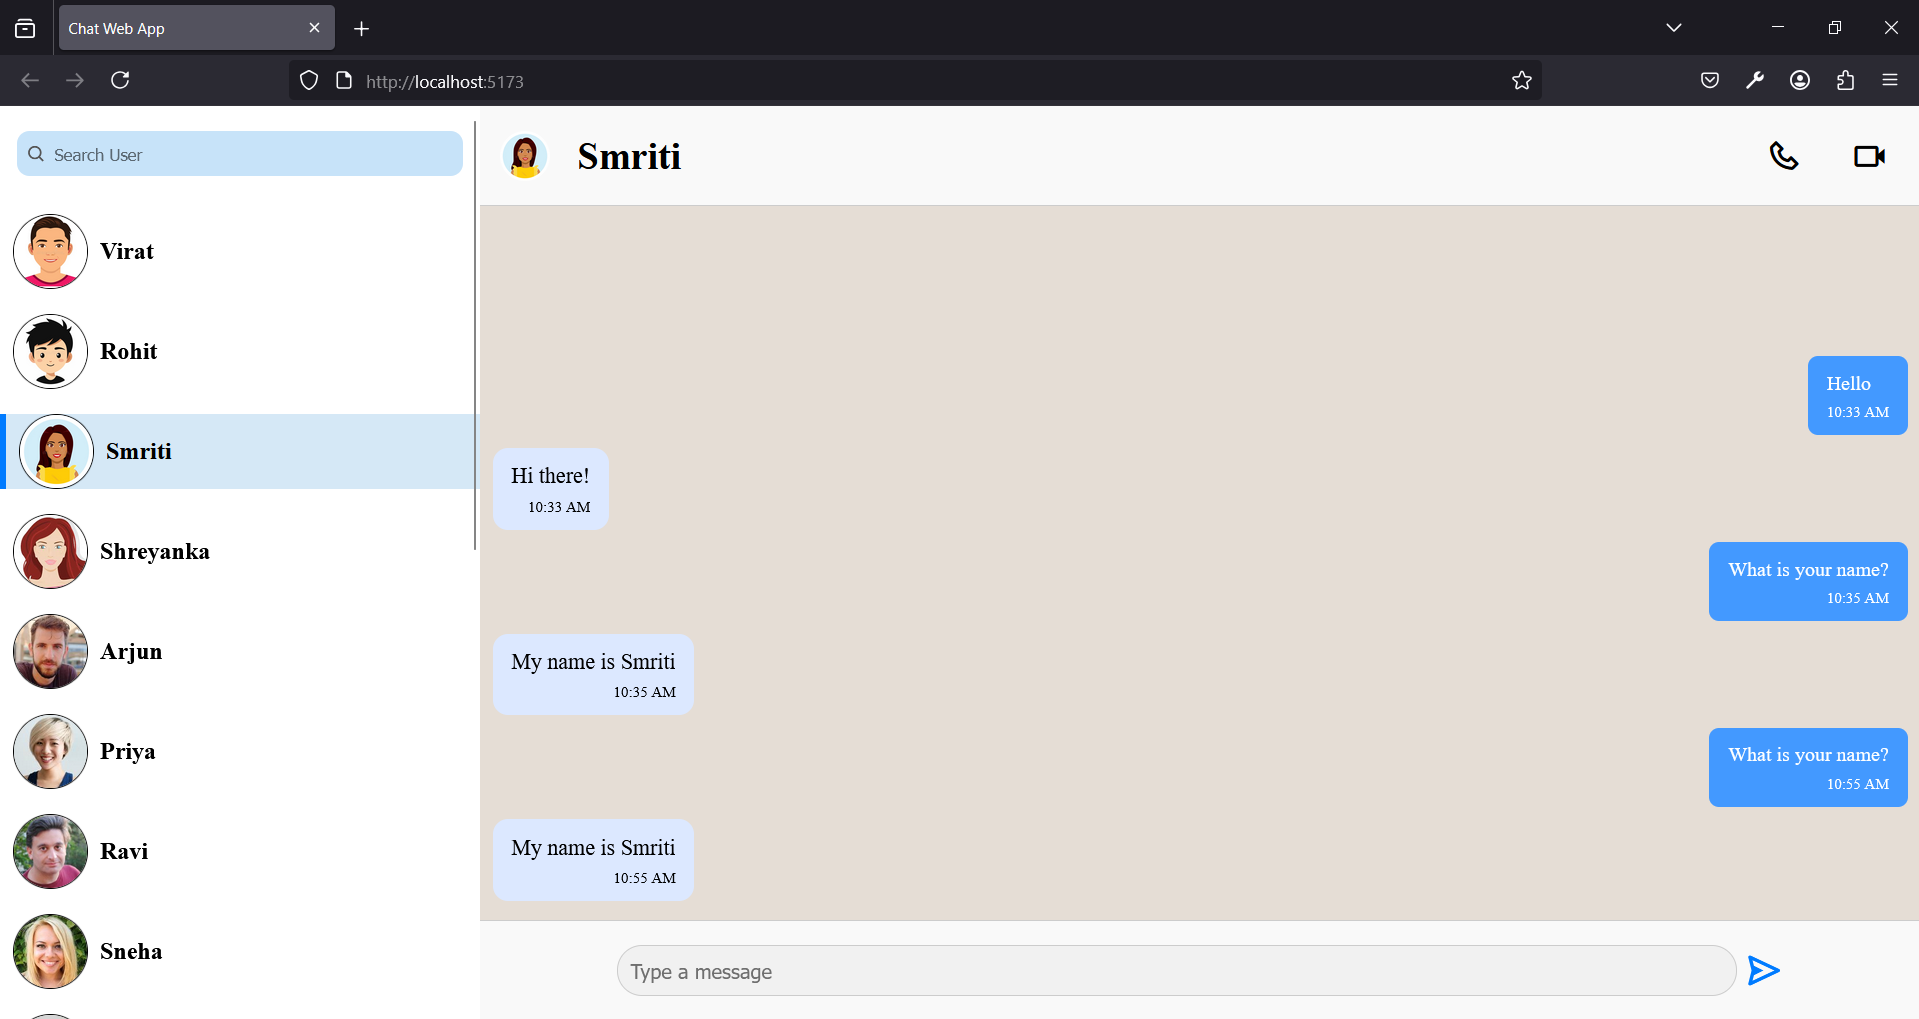 Chat Web App
http://localhost:5173
Search User
Virat
Rohit
Smriti
Shreyanka
Arjun
Priya
Ravi
Sneha
Smriti
Hello
10:33 AM
Hi there!
10:33 AM
What is your name?
10:35 AM
My name is Smriti
10:35 AM
What is your name?
10:55 AM
My name is Smriti
10:55 AM
Type a message